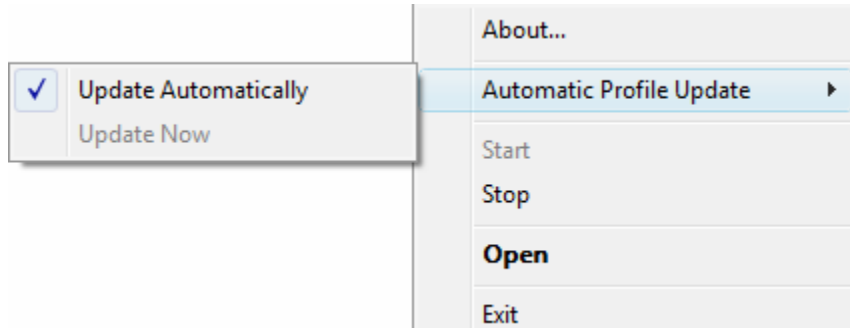 About...
Automatic Profile Update
Update Automatically
Update Now
Start
Stop
Open
Exit